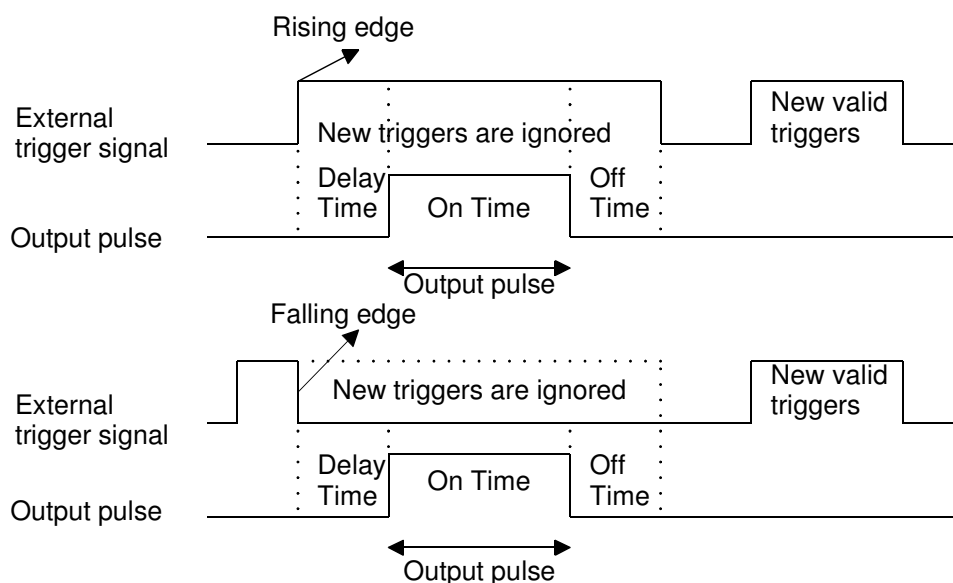 Rising edge
External
trigger signal
New triggers are ignored
New valid
triggers
Delay
Time
On Time
Off
Time
Output pulse
Output pulse
Falling edge
External
trigger signal
New triggers are ignored
New valid
triggers
Delay
Time
On Time
Off
Time
Output pulse
Output pulse